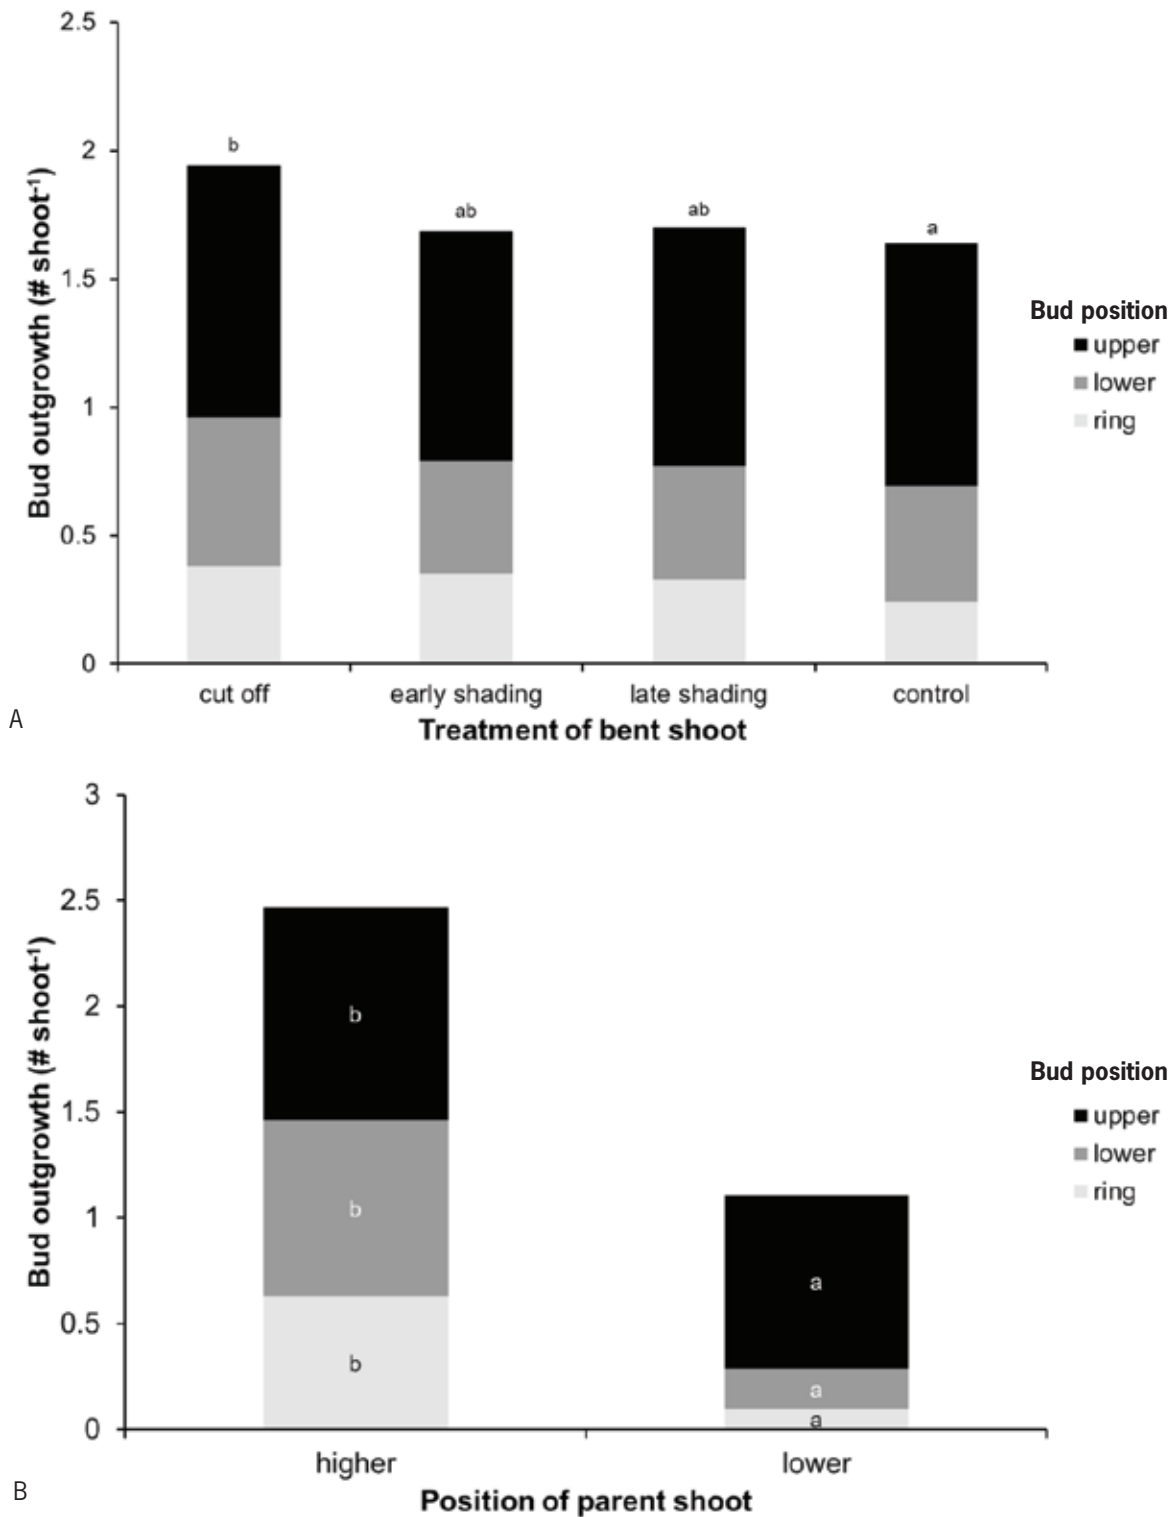 2.5
2
1.5
1
0.5
0
Bud outgrowth (# shoot⁻¹)
b
ab
ab
a
Bud position
upper
lower
ring
cut off early shading late shading control
Treatment of bent shoot
A
3
2.5
2
1.5
1
0.5
0
Bud outgrowth (# shoot⁻¹)
b
b
b
a
a
a
Bud position
upper
lower
ring
higher lower
Position of parent shoot
B